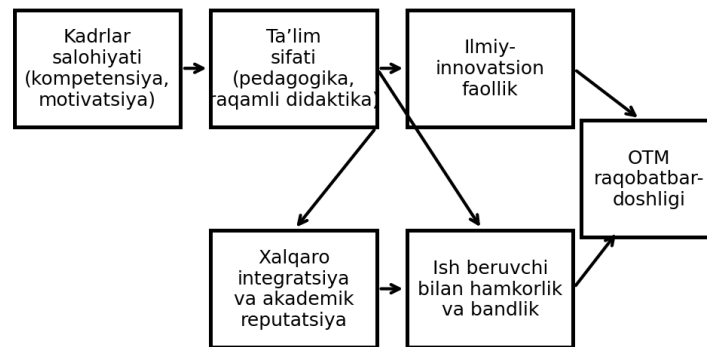 Kadrlar
salohiyati
(kompetensiya,
motivatsiya)
Ta’lim
sifati
(pedagogika,
raqamli didaktika)
Ilmiy-
innovatsion
faollik
OTM
raqobatbar-
doshligi
Xalqaro
integratsiya
va akademik
reputatsiya
Ish beruvchi
bilan hamkorlik
va bandlik